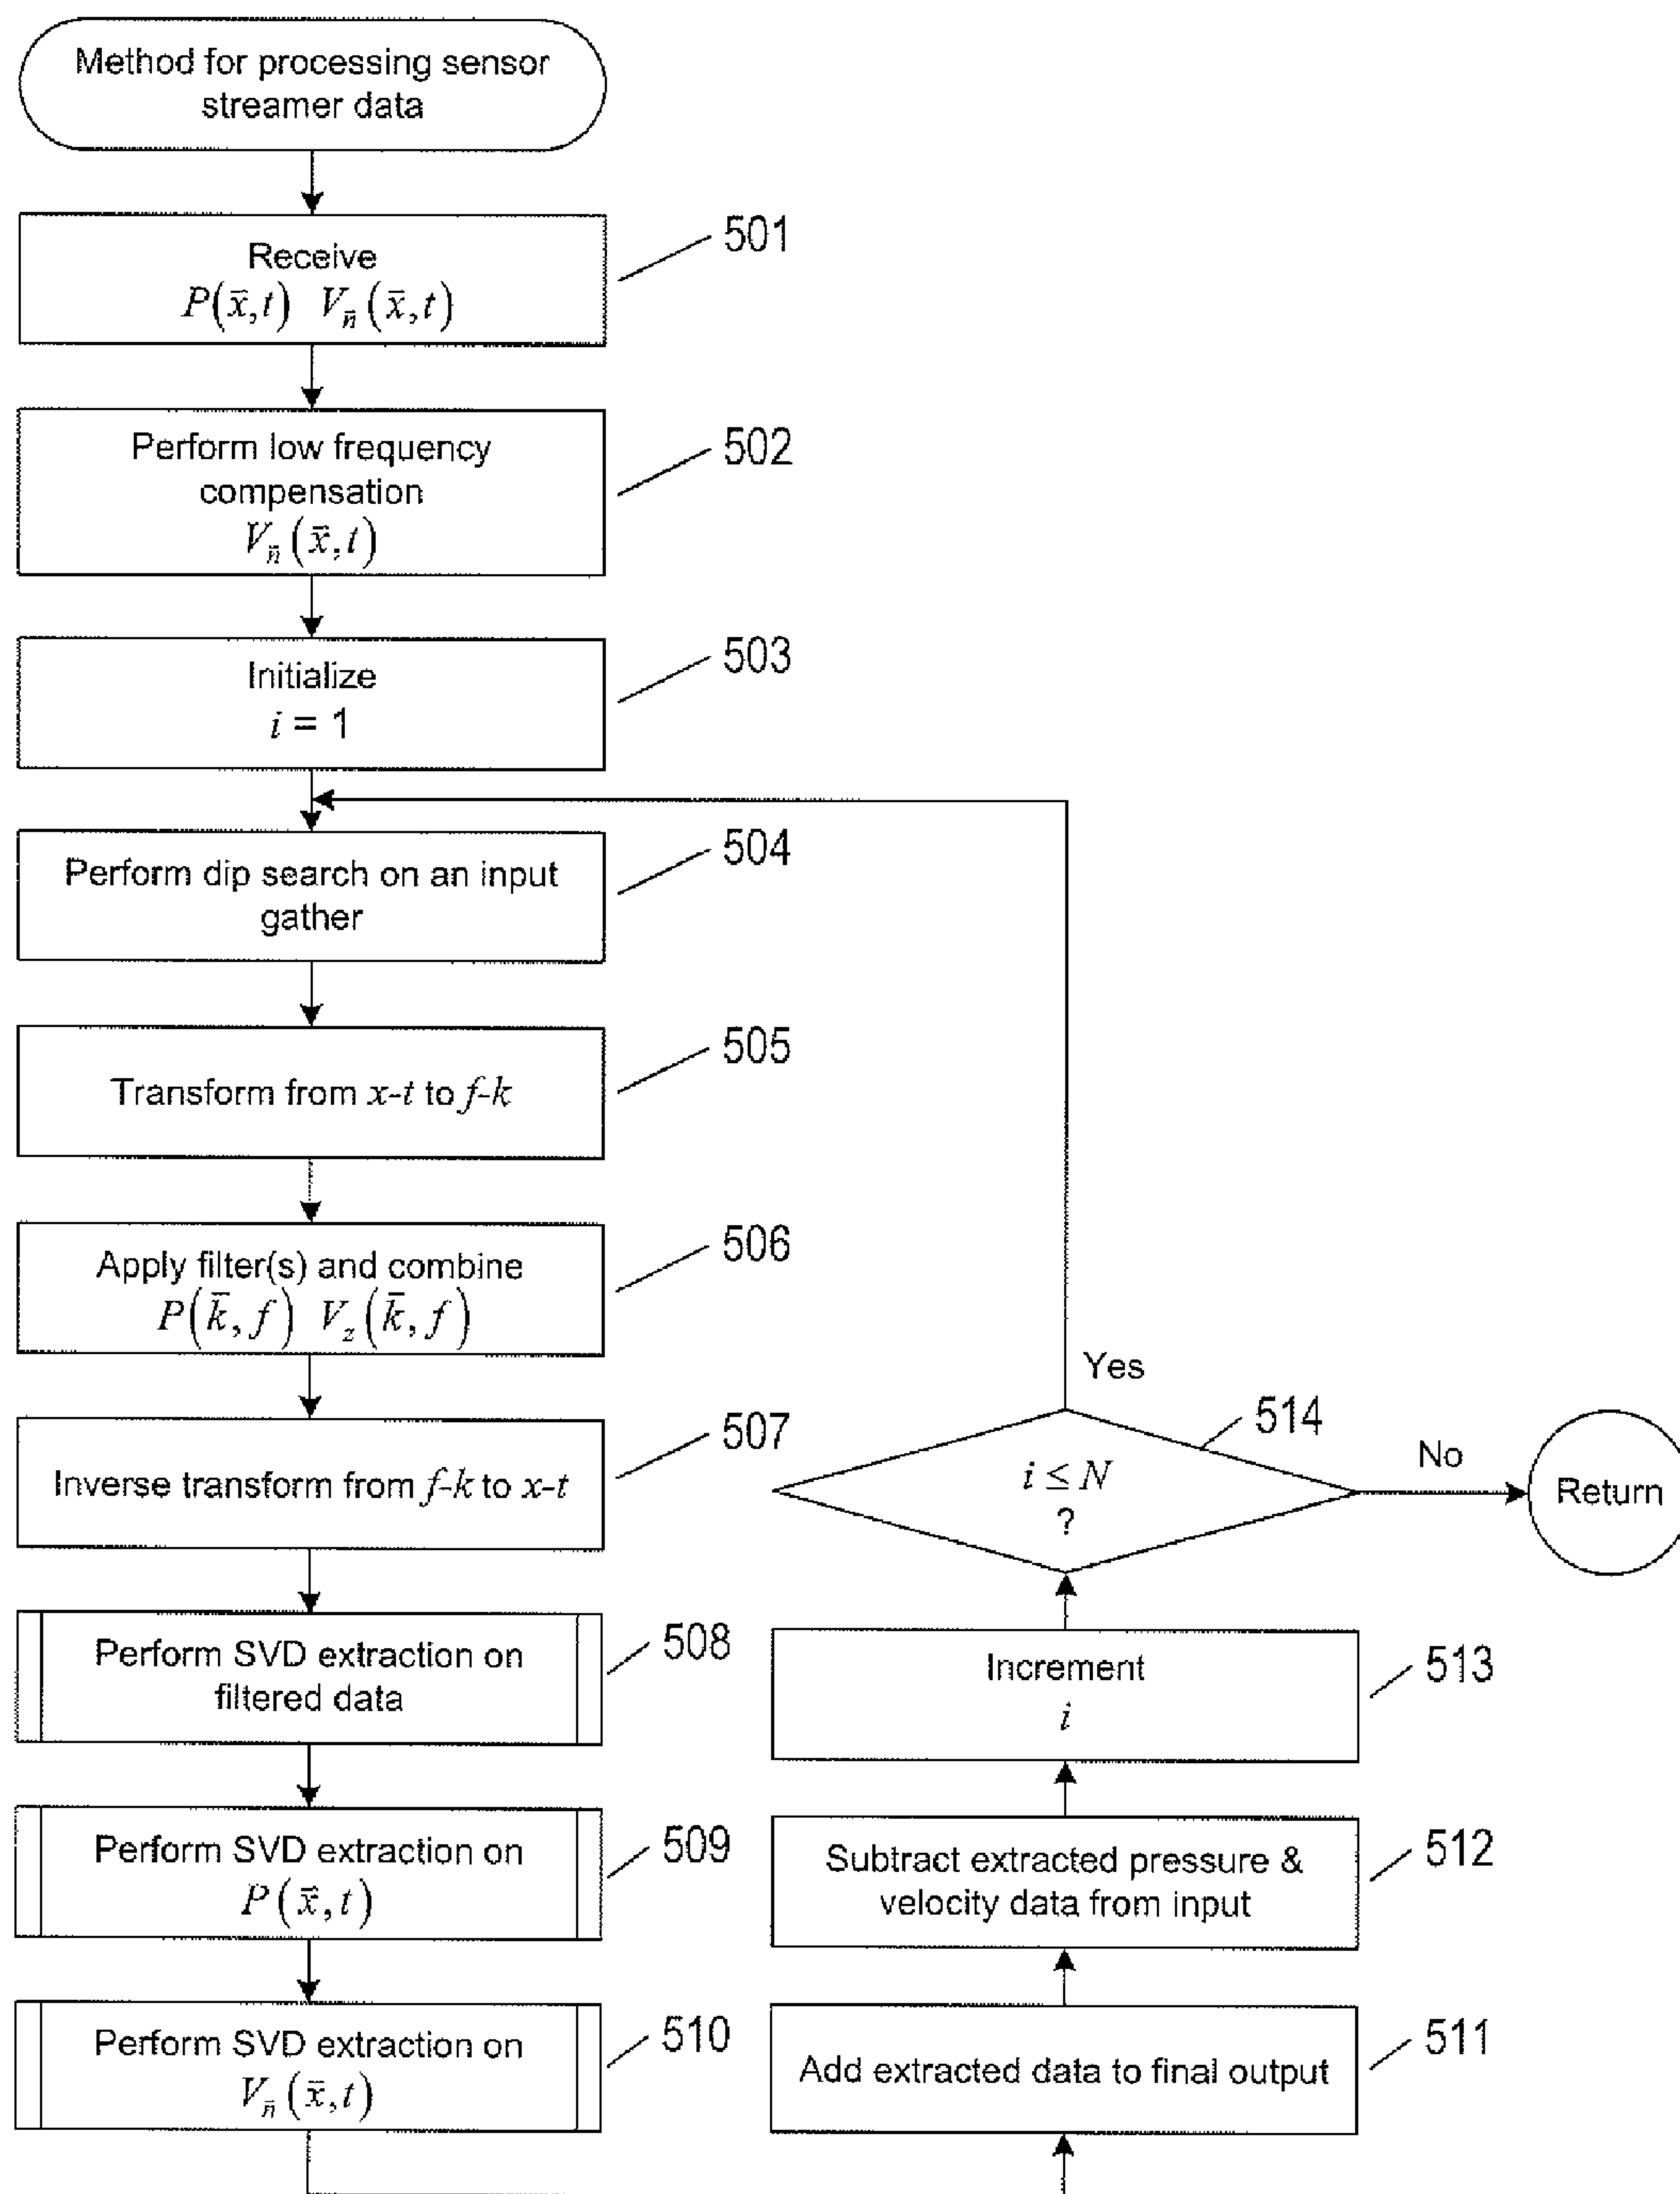 Method for processing sensor
streamer data
Receive
P(x̄,t) V_n̄(x̄,t)
501
Perform low frequency
compensation
V_n̄(x̄,t)
502
Initialize
i = 1
503
Perform dip search on an input
gather
504
Transform from x-t to f-k
505
Apply filter(s) and combine
P(k̄,f) V_z(k̄,f)
506
Inverse transform from f-k to x-t
507
Perform SVD extraction on
filtered data
508
Perform SVD extraction on
P(x̄,t)
509
Perform SVD extraction on
V_n̄(x̄,t)
510
Add extracted data to final output
511
Subtract extracted pressure &
velocity data from input
512
Increment
i
513
i ≤ N
?
514
Yes
No
Return